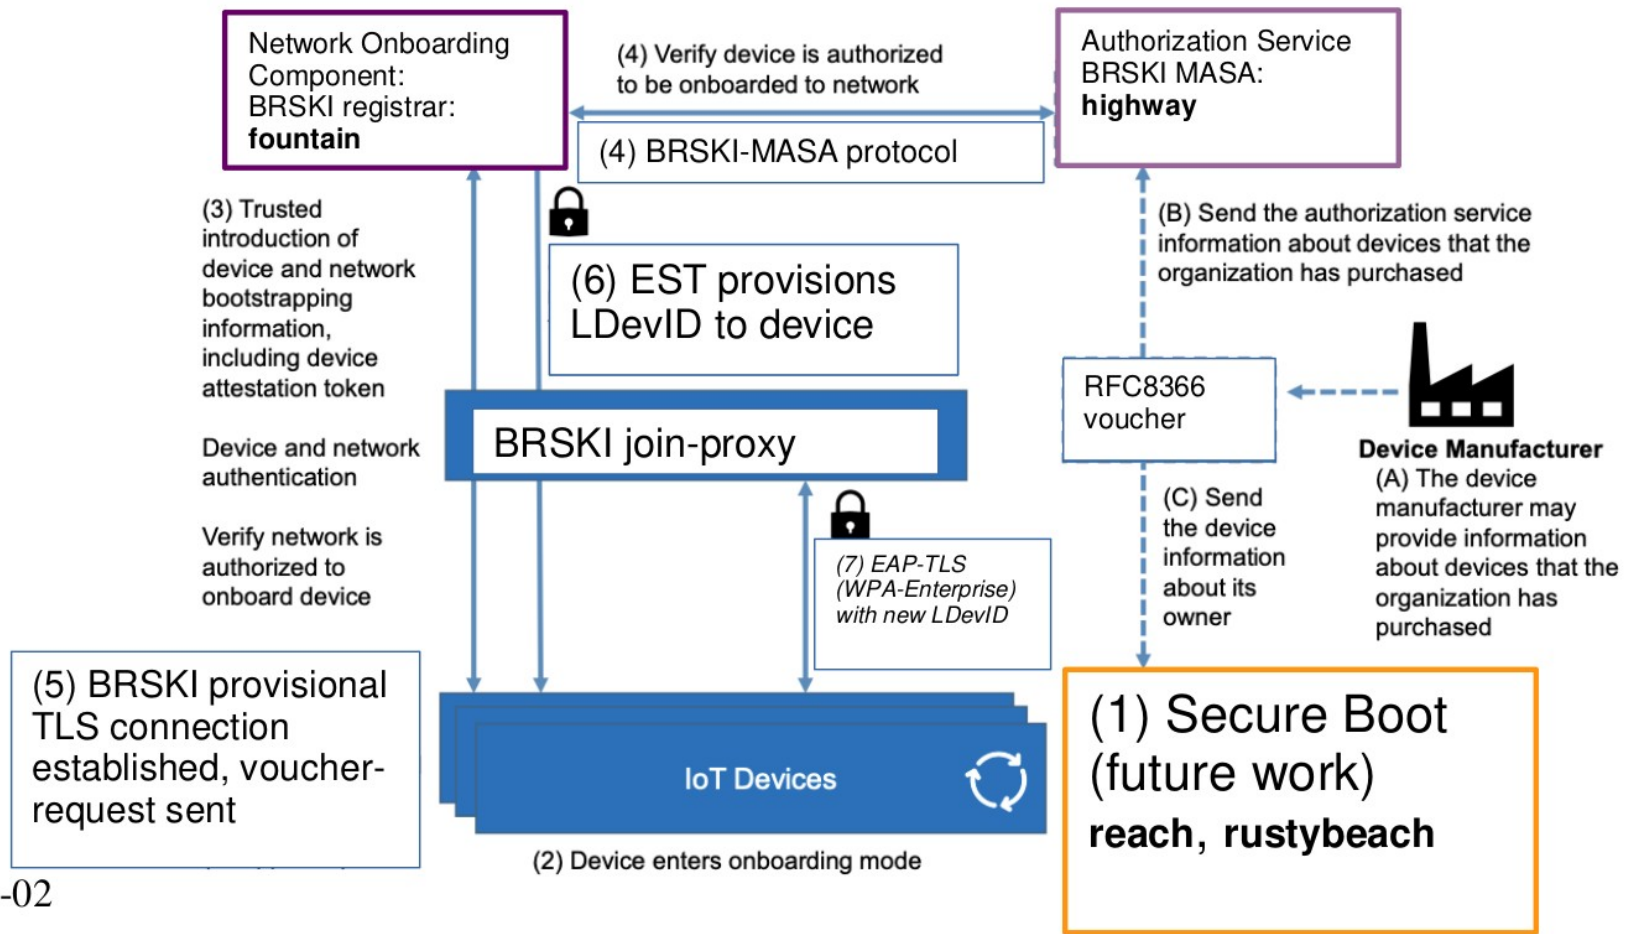 Network Onboarding
Component:
BRSKI registrar:
fountain
(4) Verify device is authorized
to be onboarded to network
(4) BRSKI-MASA protocol
Authorization Service
BRSKI MASA:
highway
(3) Trusted
introduction of
device and network
bootstrapping
information,
including device
attestation token
Device and network
authentication
Verify network is
authorized to
onboard device
(6) EST provisions
LDevID to device
(B) Send the authorization service
information about devices that the
organization has purchased
RFC8366
voucher
Device Manufacturer
(A) The device
manufacturer may
provide information
about devices that the
organization has
purchased
BRSKI join-proxy
(C) Send
the device
information
about its
owner
(7) EAP-TLS
(WPA-Enterprise)
with new LDevID
(5) BRSKI provisional
TLS connection
established, voucher-
request sent
IoT Devices
(1) Secure Boot
(future work)
reach, rustybeach
(2) Device enters onboarding mode
-02